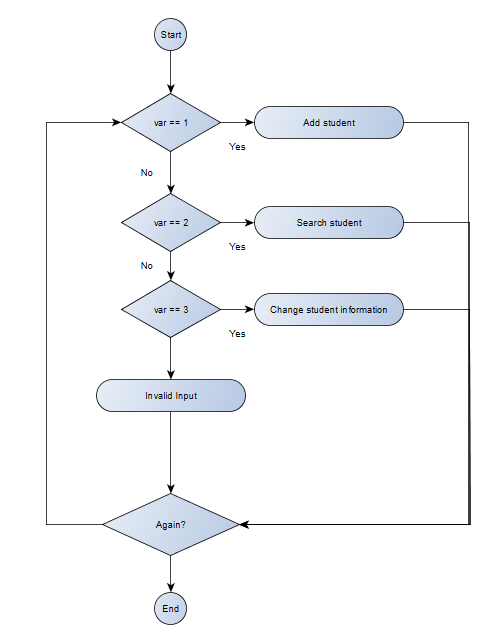 Start
var == 1
Add student
Yes
No
var == 2
Search student
Yes
No
var == 3
Change student information
Yes
Invalid Input
Again?
End